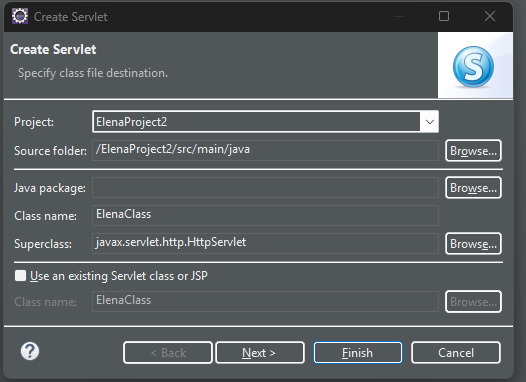 Create Servlet
Create Servlet
Specify class file destination.
S
Project: ElenaProject2
Source folder: /ElenaProject2/src/main/java Browse...
Java package: Browse...
Class name: ElenaClass
Superclass: javax.servlet.http.HttpServlet Browse...
Use an existing Servlet class or JSP
Class name: ElenaClass Browse...
? < Back Next > Finish Cancel